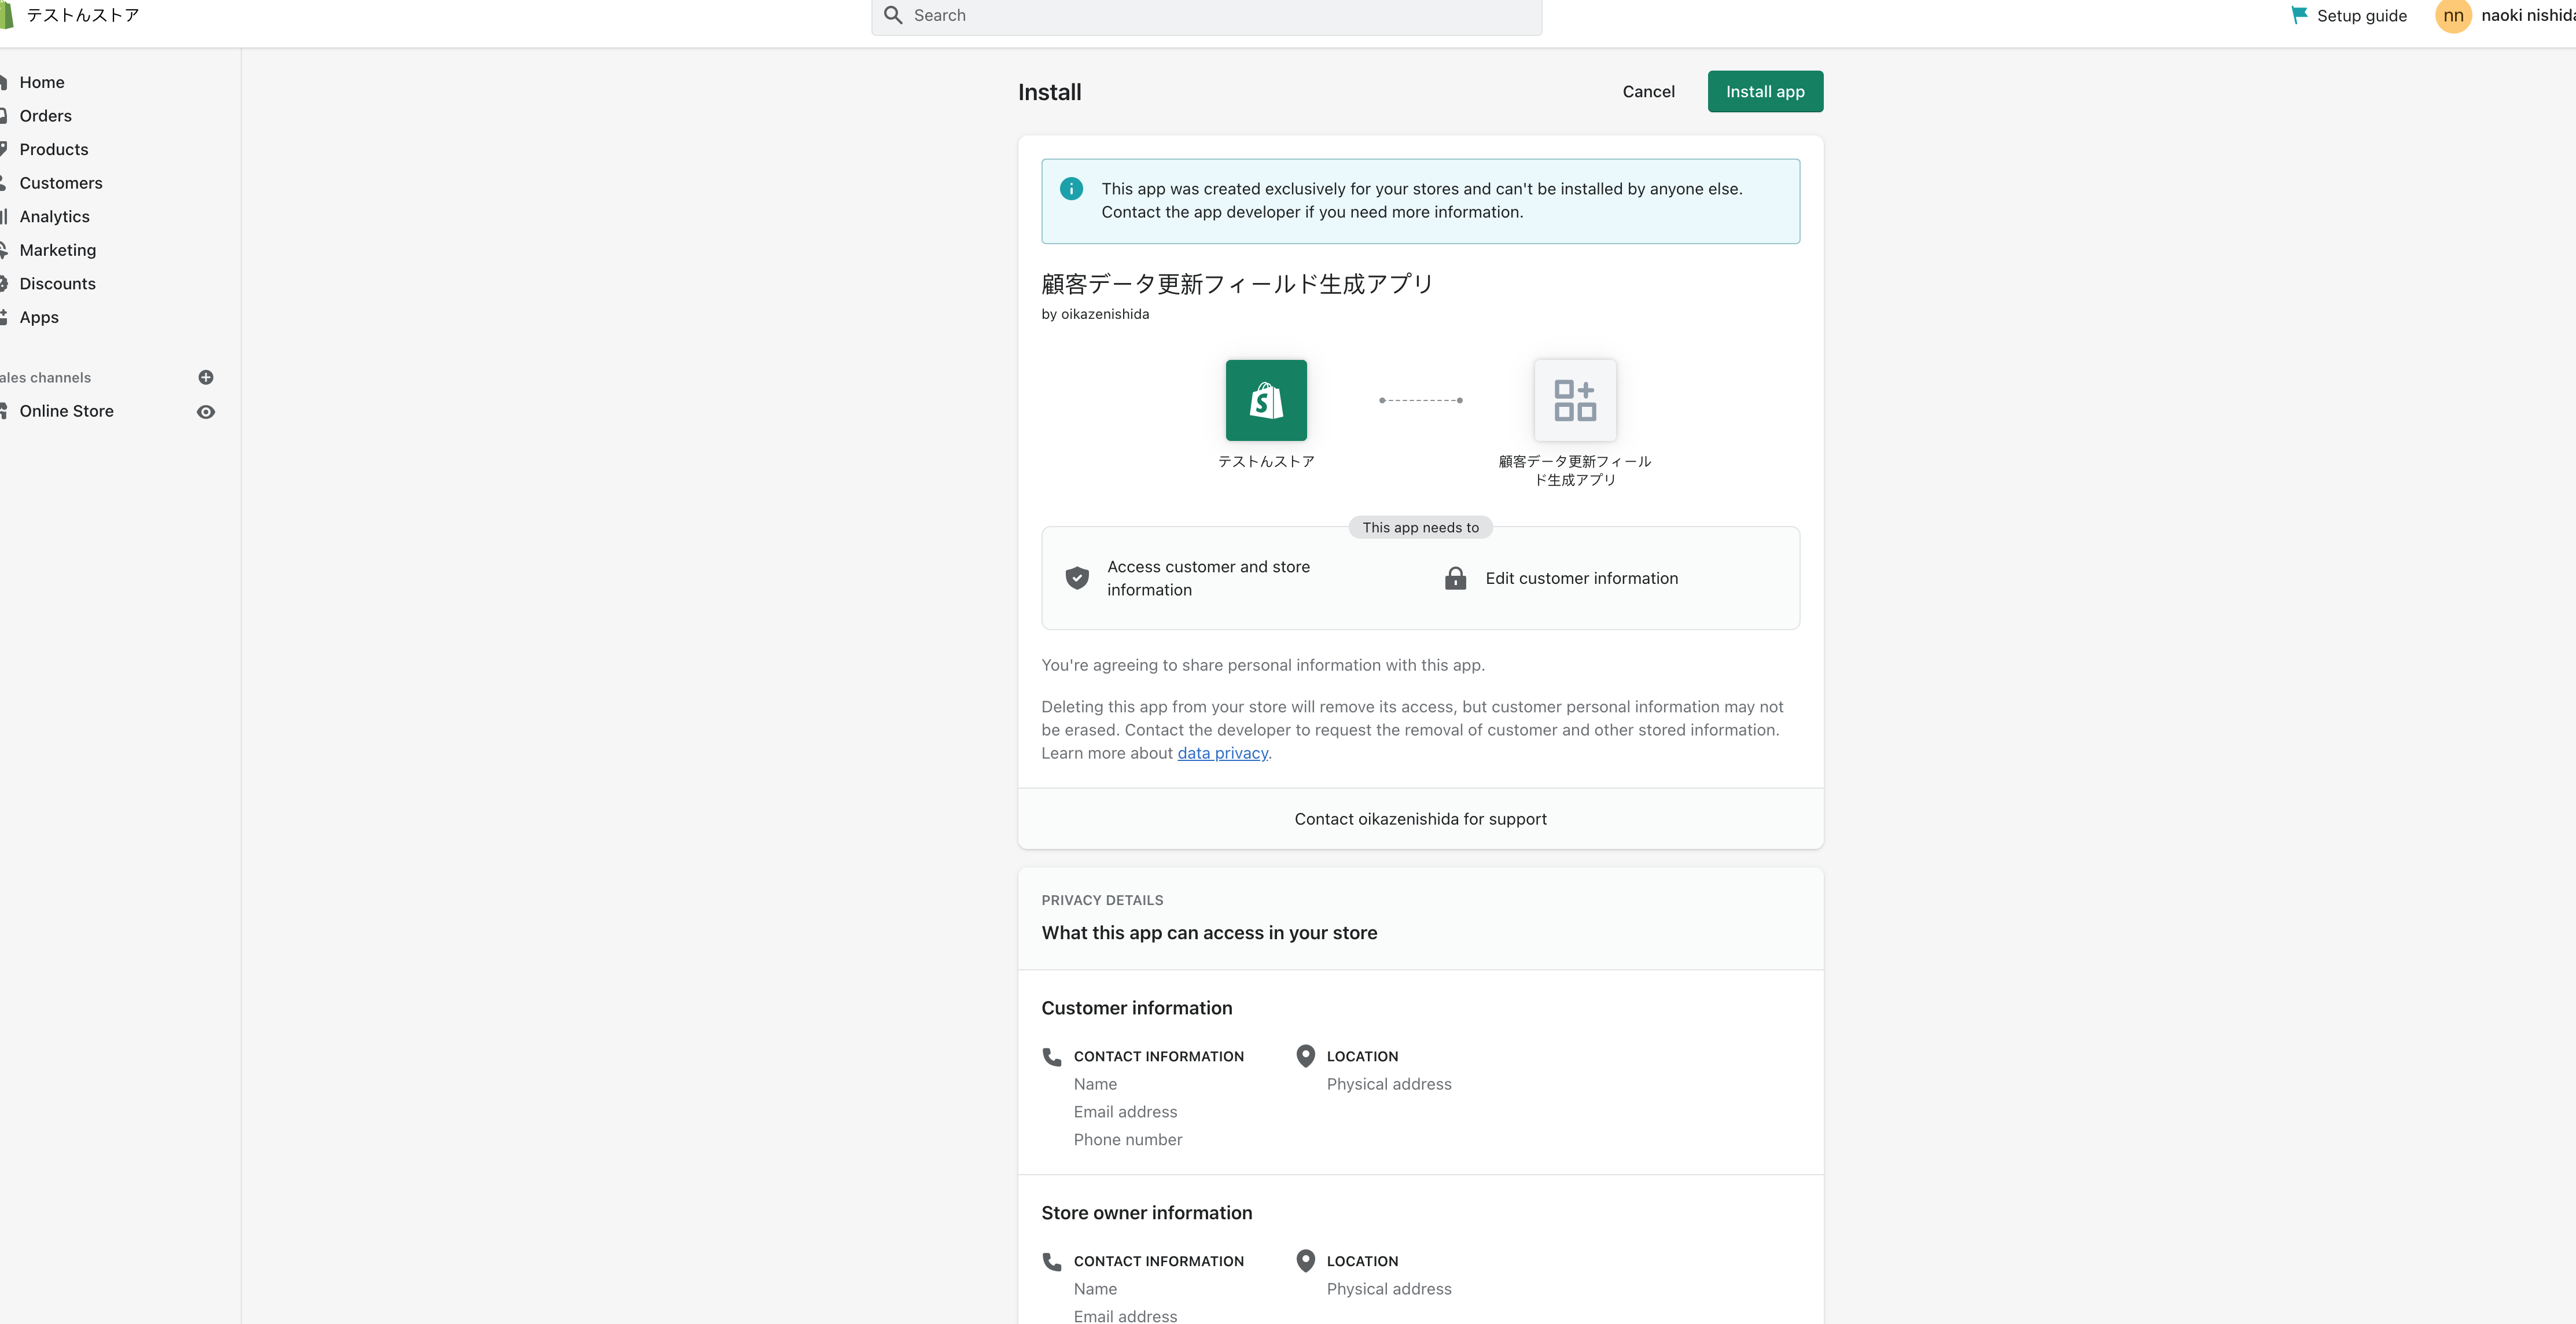 テストんストア
Search
Setup guide
nn
naoki nishida
Home
Orders
Products
Customers
Analytics
Marketing
Discounts
Apps
ales channels
Online Store
Install
Cancel
Install app
This app was created exclusively for your stores and can't be installed by anyone else.
Contact the app developer if you need more information.
顧客データ更新フィールド生成アプリ
by oikazenishida
テストんストア
顧客データ更新フィール
ド生成アプリ
This app needs to
Access customer and store
information
Edit customer information
You're agreeing to share personal information with this app.
Deleting this app from your store will remove its access, but customer personal information may not
be erased. Contact the developer to request the removal of customer and other stored information.
Learn more about data privacy.
Contact oikazenishida for support
PRIVACY DETAILS
What this app can access in your store
Customer information
CONTACT INFORMATION
Name
Email address
Phone number
LOCATION
Physical address
Store owner information
CONTACT INFORMATION
Name
Email address
LOCATION
Physical address